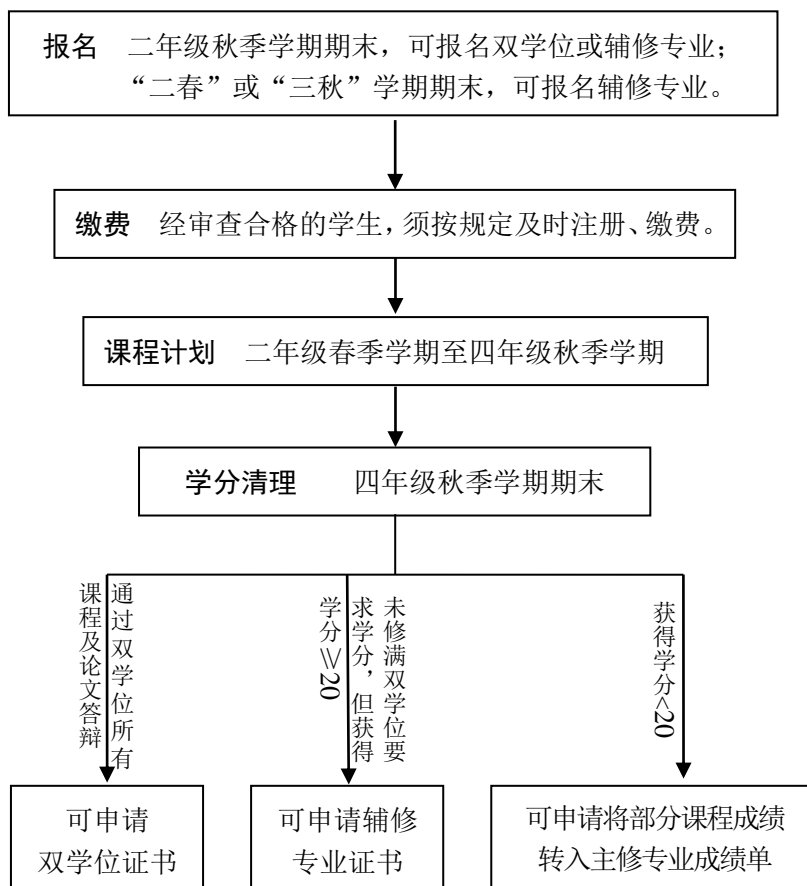 报名 二年级秋季学期期末，可报名双学位或辅修专业；
“二春”或“三秋”学期期末，可报名辅修专业。
缴费 经审查合格的学生，须按规定及时注册、缴费。
课程计划 二年级春季学期至四年级秋季学期
学分清理 四年级秋季学期期末
通过双学位所有
课程及论文答辩
未修满双学位要
求学分，但获得
学分≥20
获得学分<20
可申请
双学位证书
可申请辅修
专业证书
可申请将部分课程成绩
转入主修专业成绩单